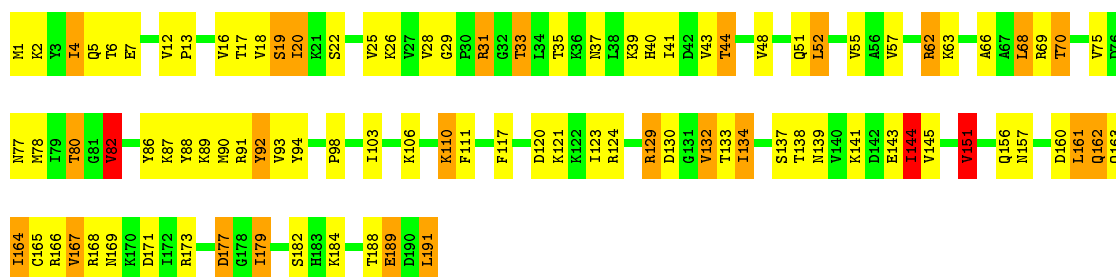 M1 K2 Y3 I4 Q5 T6 E7 V12 P13 V16 T17 V18 S19 I20 K21 S22 V25 K26 V27 V28 G29 P30 R31 G32 T33 L34 T35 K36 N37 L38 K39 H40 I41 D42 V43 T44 V48 Q51 L52 V55 A56 V57 R62 K63 A66 A67 L68 R69 T70 V75
N77 M78 I79 T80 G81 V82 Y86 K87 Y88 K89 M90 R91 Y92 V93 Y94 P98 I103 K106 K110 F111 F117 D120 K121 K122 I123 R124 R129 D130 G131 V132 T133 I134 S137 T138 N139 V140 K141 D142 E143 I144 V145 V151 Q156 N157 D160 L161 Q162
I164 C165 R166 V167 R168 N169 K170 D171 I172 R173 D177 G178 I179 S182 H183 K184 T188 E189 D190 L191